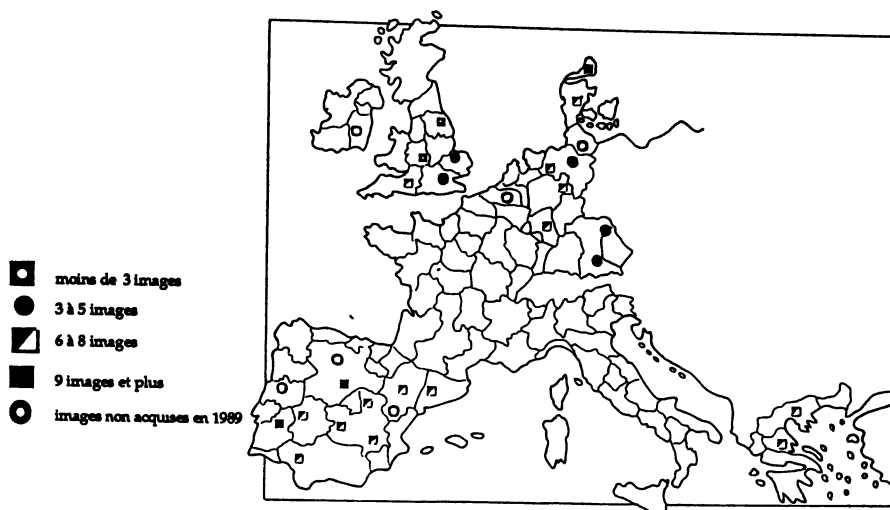 moins de 3 images
3 à 5 images
6 à 8 images
9 images et plus
images non acquises en 1989